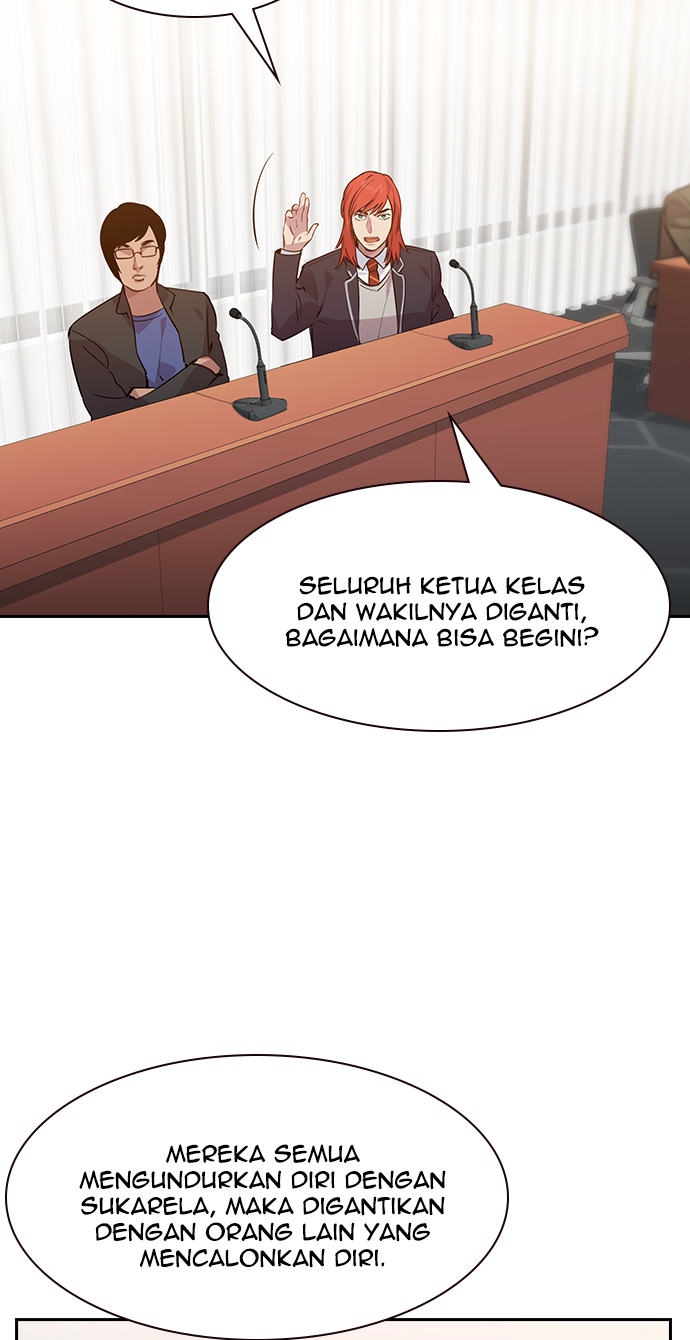 SELURUH KETUA KELAS
DAN WAKILNYA DIGANTI,
BAGAIMANA BISA BEGINI?
MEREKA SEMUA
MENGUNDURKAN DIRI DENGAN
SUKARELA, MAKA DIGANTIKAN
DENGAN ORANG LAIN YANG
MENCALONKAN DIRI.